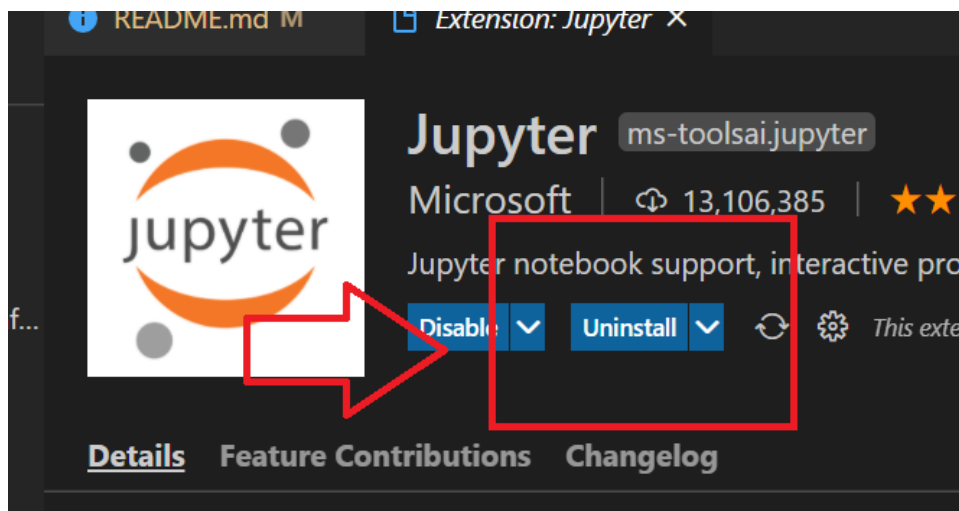 README.md M
Extension: Jupyter
jupyter
Jupyter ms-toolsai.jupyter
Microsoft 13,106,385
Jupyter notebook support, interactive pro
f...
Disable Uninstall This exte
Details Feature Contributions Changelog